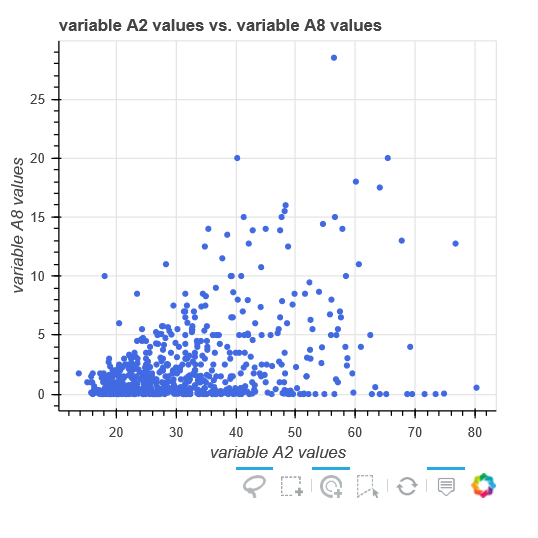 variable A2 values vs. variable A8 values
variable A8 values
25
20
15
10
5
0
20 30 40 50 60 70 80
variable A2 values